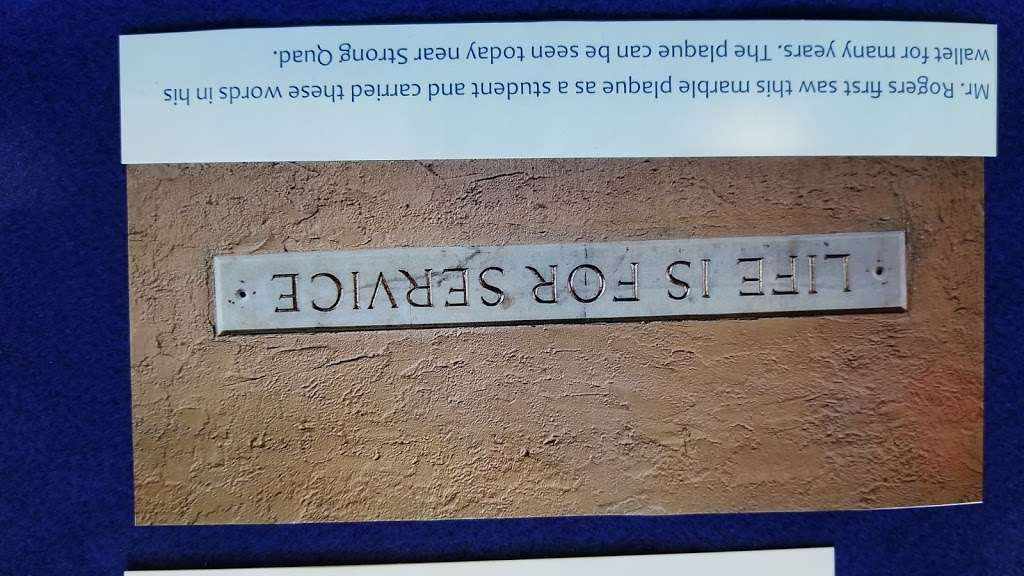 LIFE IS FOR SERVICE
Mr. Rogers first saw this marble plaque as a student and carried these words in his
wallet for many years. The plaque can be seen today near Strong Quad.